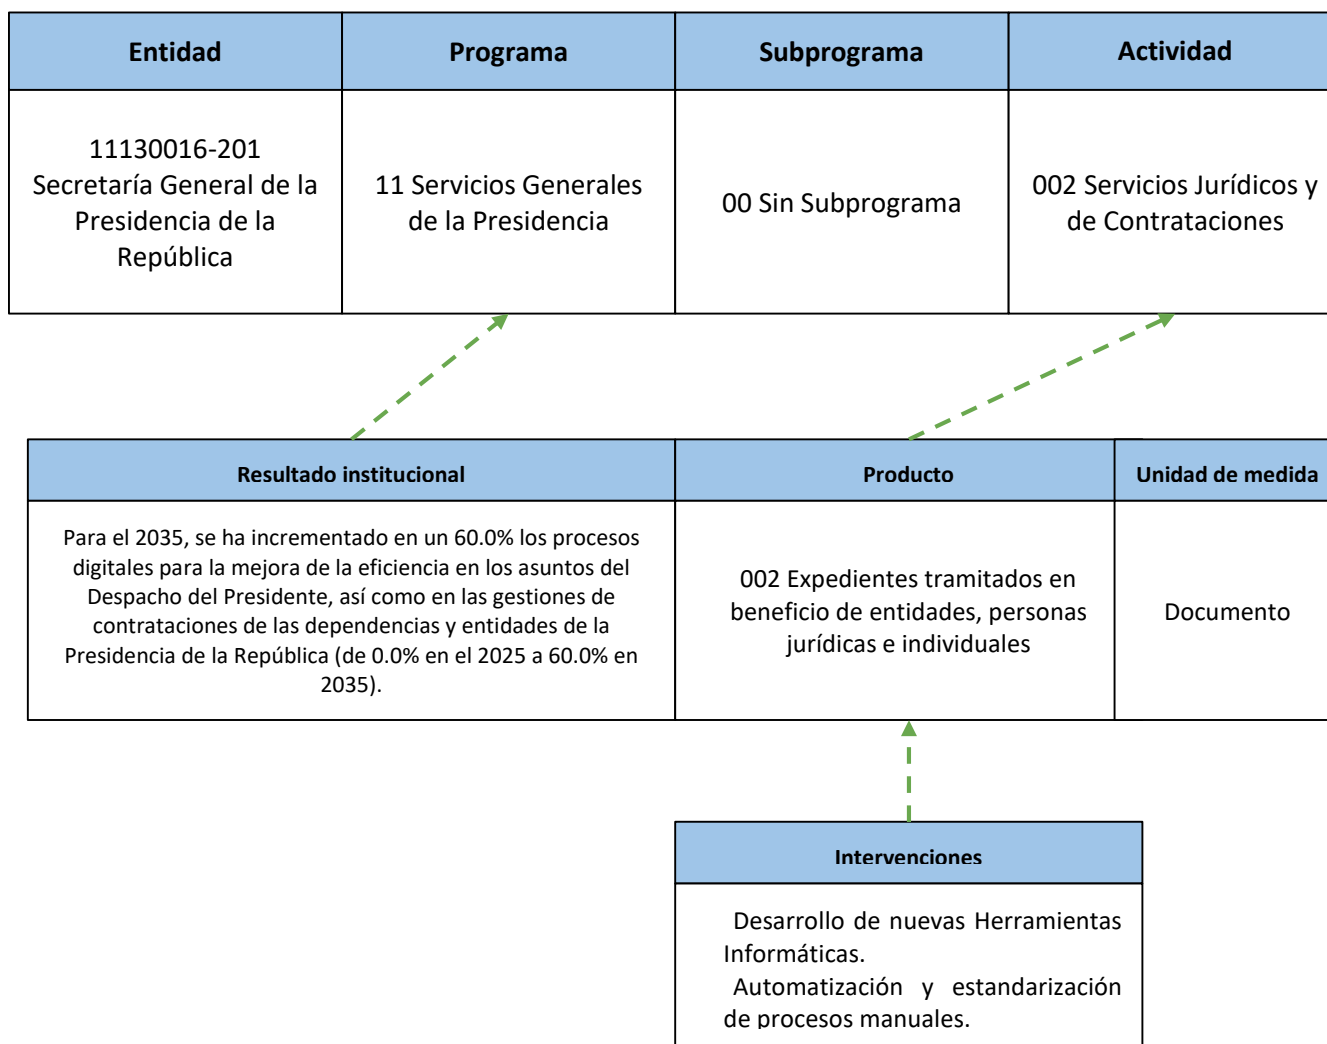 Entidad
Programa
Subprograma
Actividad
11130016-201
Secretaría General de la
Presidencia de la
República
11 Servicios Generales
de la Presidencia
00 Sin Subprograma
002 Servicios Jurídicos y
de Contrataciones
Resultado institucional
Producto
Unidad de medida
Para el 2035, se ha incrementado en un 60.0% los procesos
digitales para la mejora de la eficiencia en los asuntos del
Despacho del Presidente, así como en las gestiones de
contrataciones de las dependencias y entidades de la
Presidencia de la República (de 0.0% en el 2025 a 60.0% en
2035).
002 Expedientes tramitados en
beneficio de entidades, personas
jurídicas e individuales
Documento
Intervenciones
Desarrollo de nuevas Herramientas
Informáticas.
Automatización y estandarización
de procesos manuales.